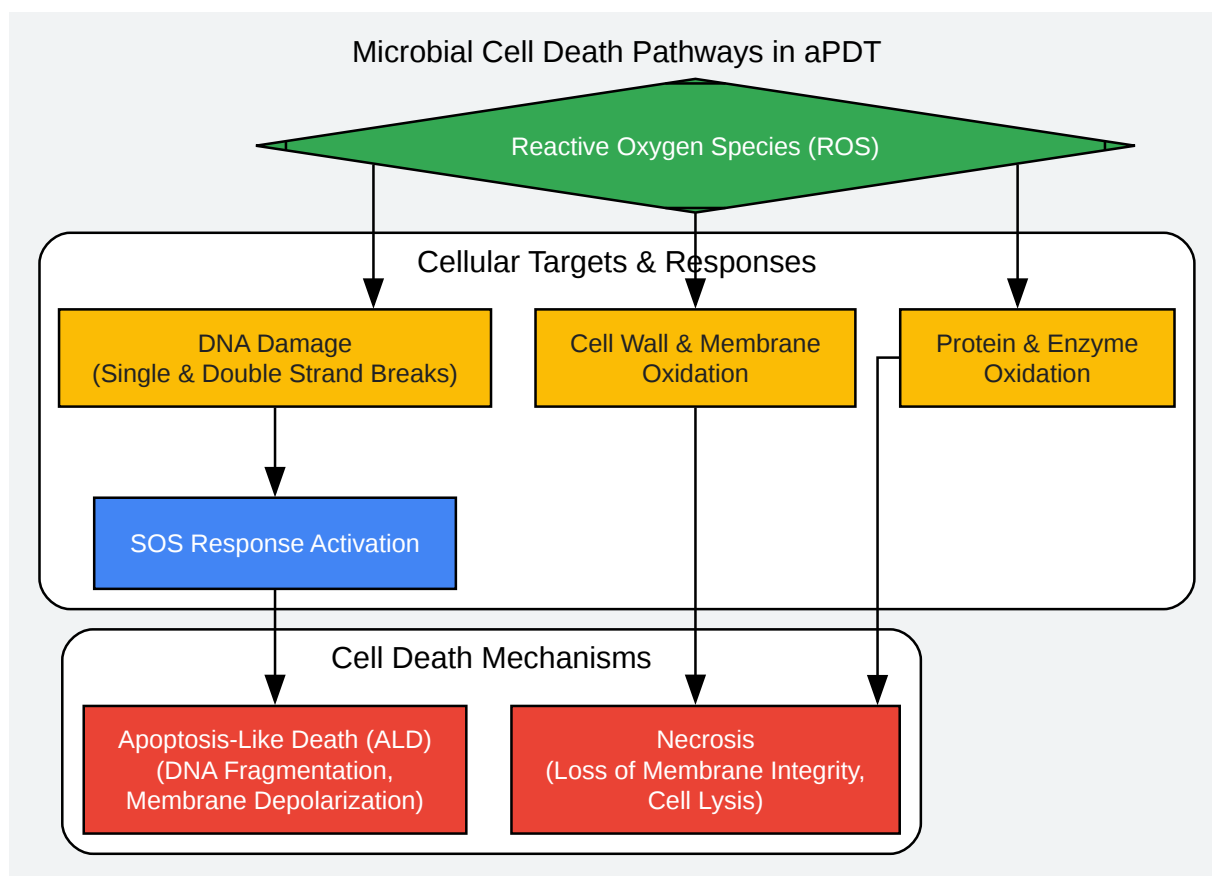 Microbial Cell Death Pathways in aPDT
Reactive Oxygen Species (ROS)
Cellular Targets & Responses
DNA Damage
(Single & Double Strand Breaks)
Cell Wall & Membrane
Oxidation
Protein & Enzyme
Oxidation
SOS Response Activation
Cell Death Mechanisms
Apoptosis-Like Death (ALD)
(DNA Fragmentation,
Membrane Depolarization)
Necrosis
(Loss of Membrane Integrity,
Cell Lysis)